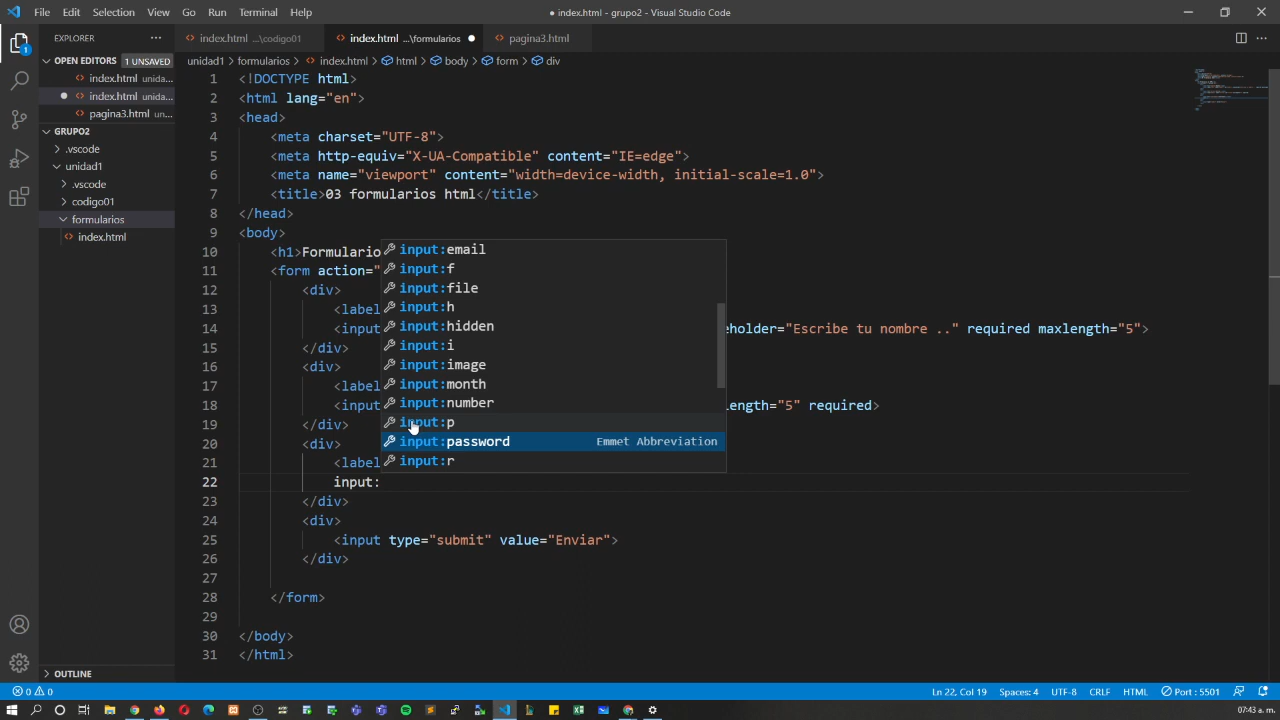 File Edit Selection View Go Run Terminal Help
● index.html - grupo2 - Visual Studio Code
EXPLORER
index.html ...\codigo01
index.html ...\formularios
pagina3.html
OPEN EDITORS 1 UNSAVED
index.html unida...
index.html unida...
pagina3.html un...
GRUPO2
.vscode
unidad1
.vscode
codigo01
formularios
index.html
unidad1 > formularios > index.html > html > body > form > div
1 <!DOCTYPE html>
2 <html lang="en">
3 <head>
4 <meta charset="UTF-8">
5 <meta http-equiv="X-UA-Compatible" content="IE=edge">
6 <meta name="viewport" content="width=device-width, initial-scale=1.0">
7 <title>03 formularios html</title>
8 </head>
9 <body>
10 <h1>Formulario
11 <form action="
12 <div>
13 <label
14 <input eholder="Escribe tu nombre .." required maxlength="5">
15 </div>
16 <div>
17 <label
18 <input length="5" required>
19 </div>
20 <div>
21 <label
22 input:
23 </div>
24 <div>
25 <input type="submit" value="Enviar">
26 </div>
27
28 </form>
29
30 </body>
31 </html>
input:email
input:f
input:file
input:h
input:hidden
input:i
input:image
input:month
input:number
input:p
input:password Emmet Abbreviation
input:r
OUTLINE
0 0
Ln 22, Col 19 Spaces: 4 UTF-8 CRLF HTML Port : 5501
07:43 a. m.